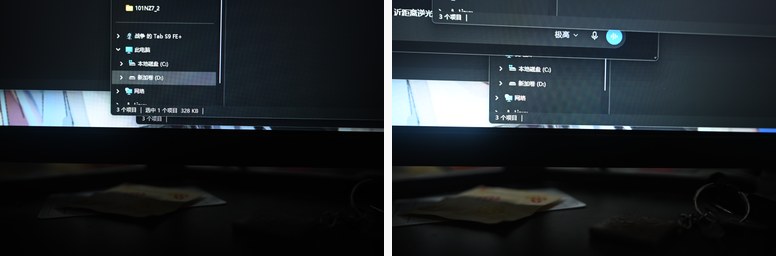 101NZ7_2
战争 的 Tab S9 FE+
此电脑
本地磁盘 (C:)
新加卷 (D:)
网络
3 个项目 | 选中 1 个项目 328 KB |
3 个项目 |
近距离逆光
3 个项目 |
极高
本地磁盘 (C:)
新加卷 (D:)
网络
3 个项目 |